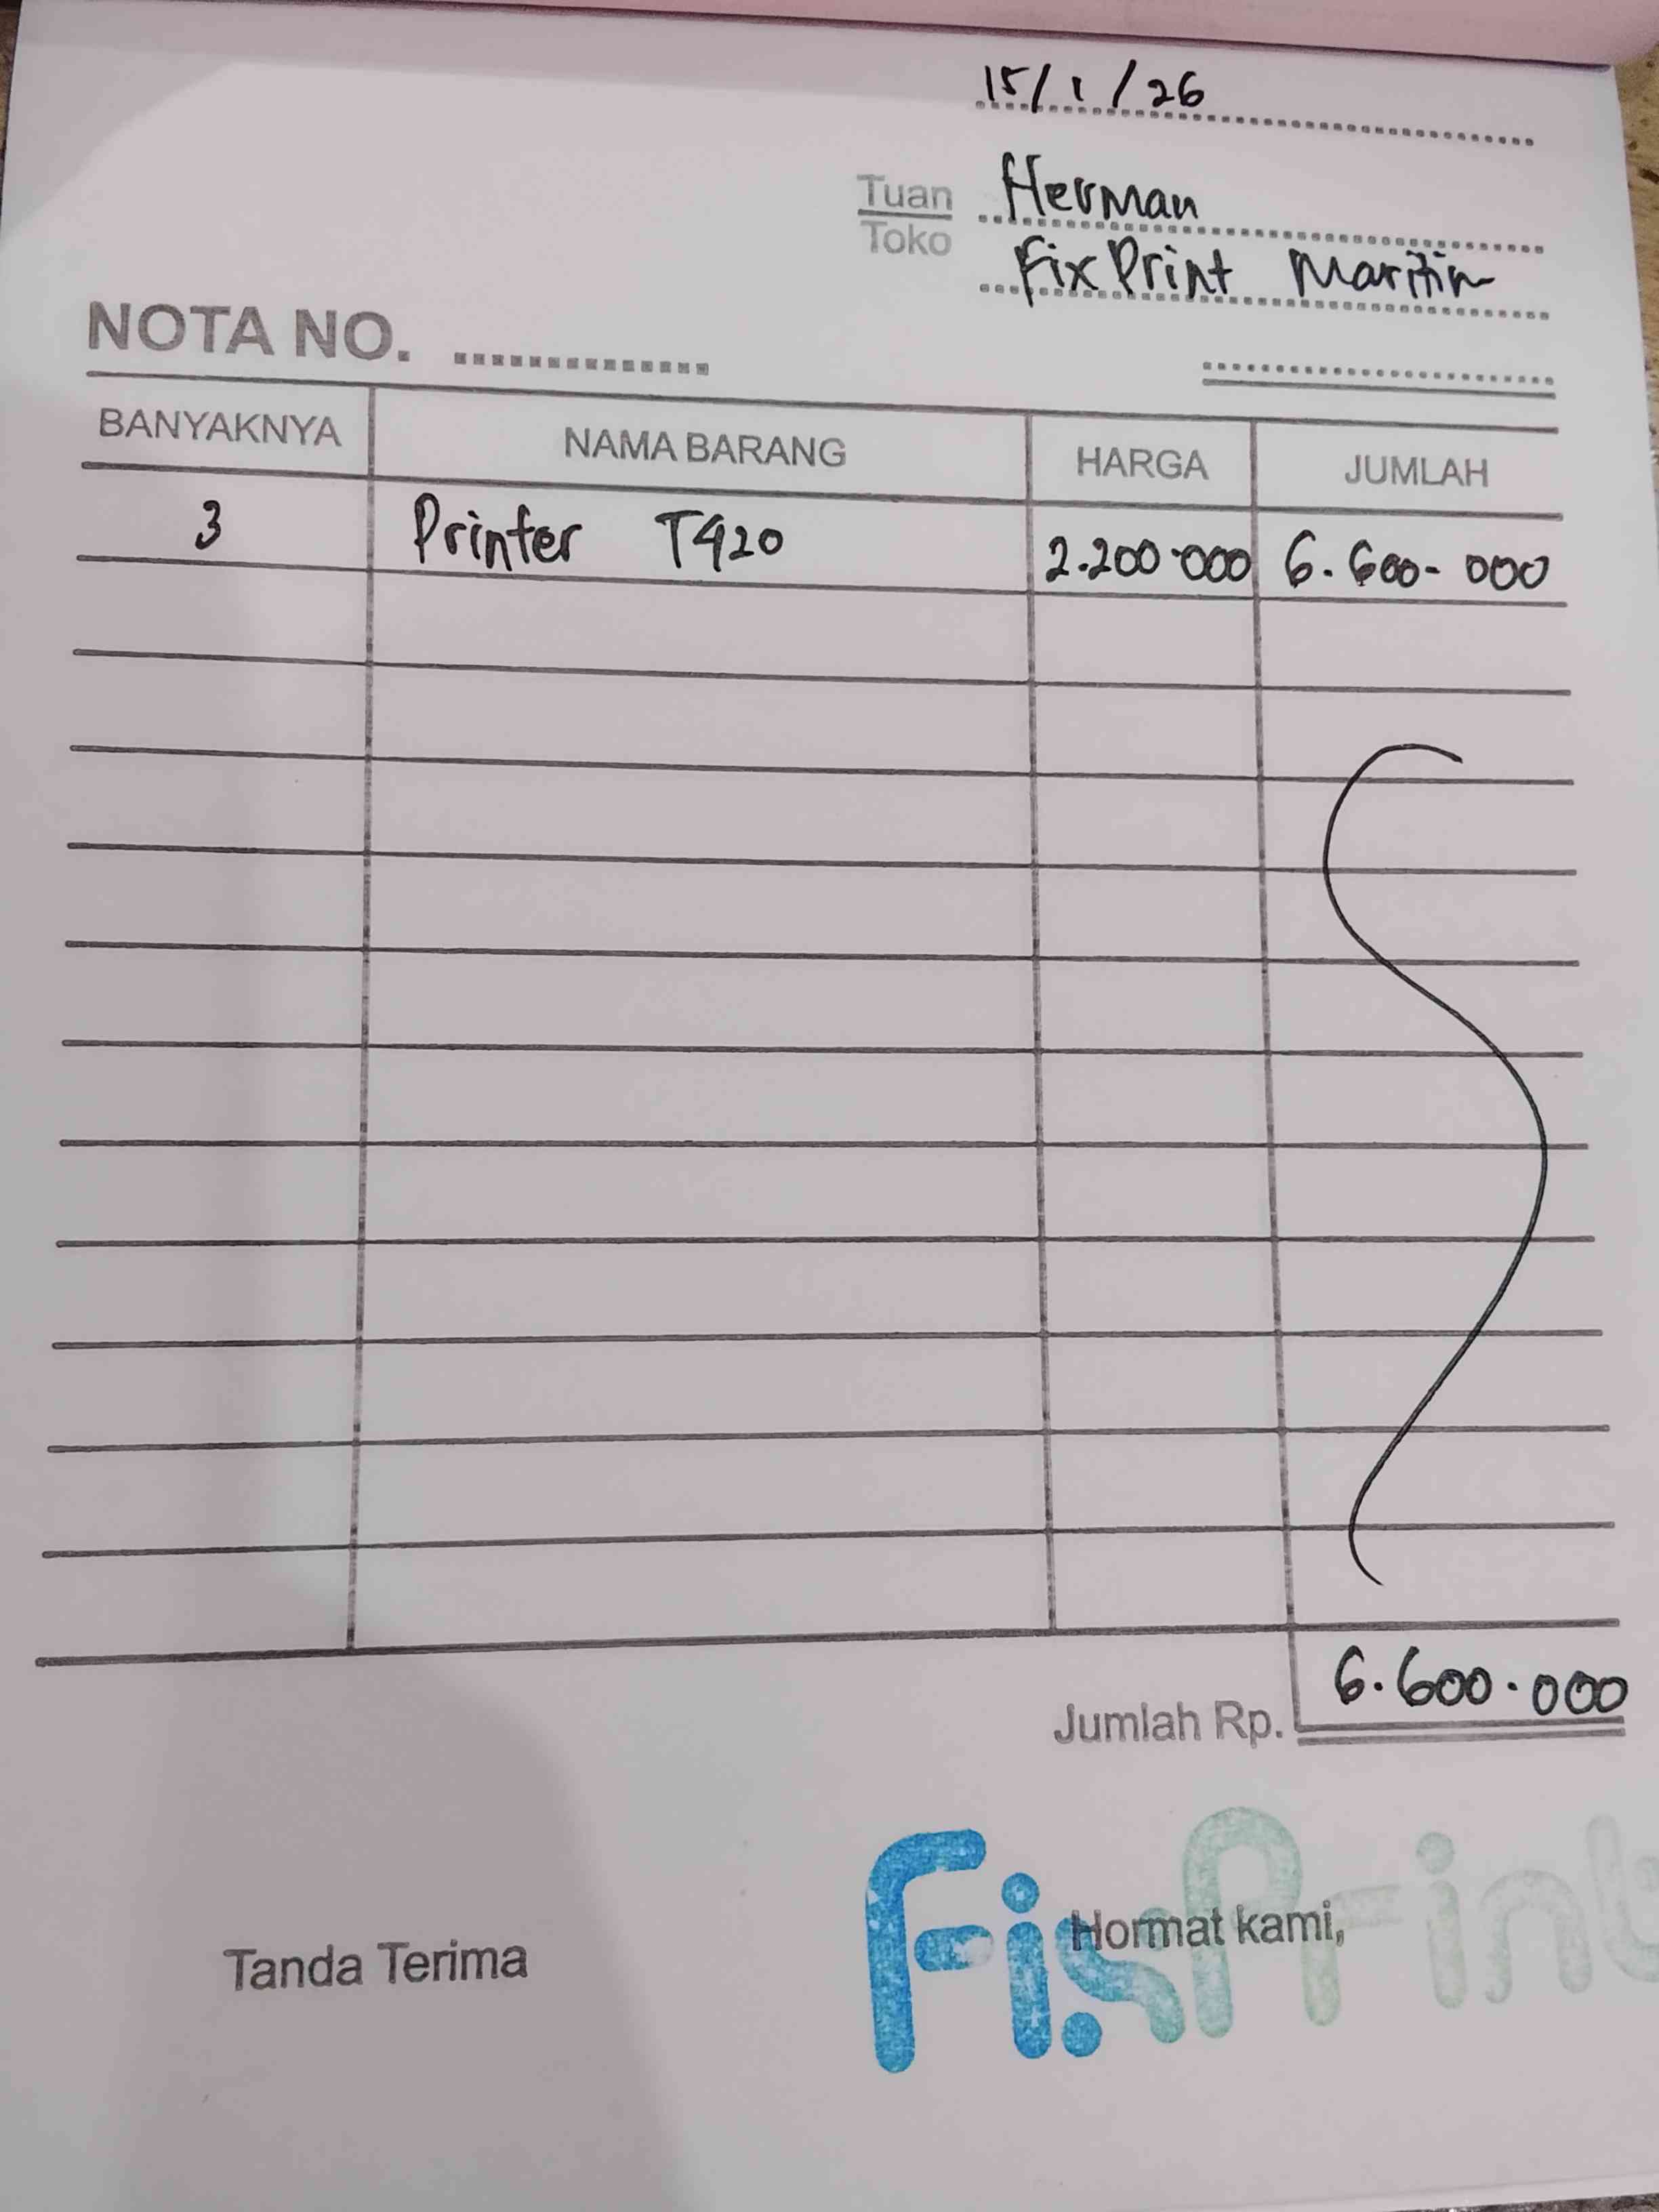 15/1/26
Tuan Herman
Toko FixPrint Maritim
NOTA NO.
BANYAKNYA NAMA BARANG HARGA JUMLAH
3 Printer T420 2.200.000 6.600.000
Jumlah Rp. 6.600.000
Tanda Terima Hormat kami,
FixPrint